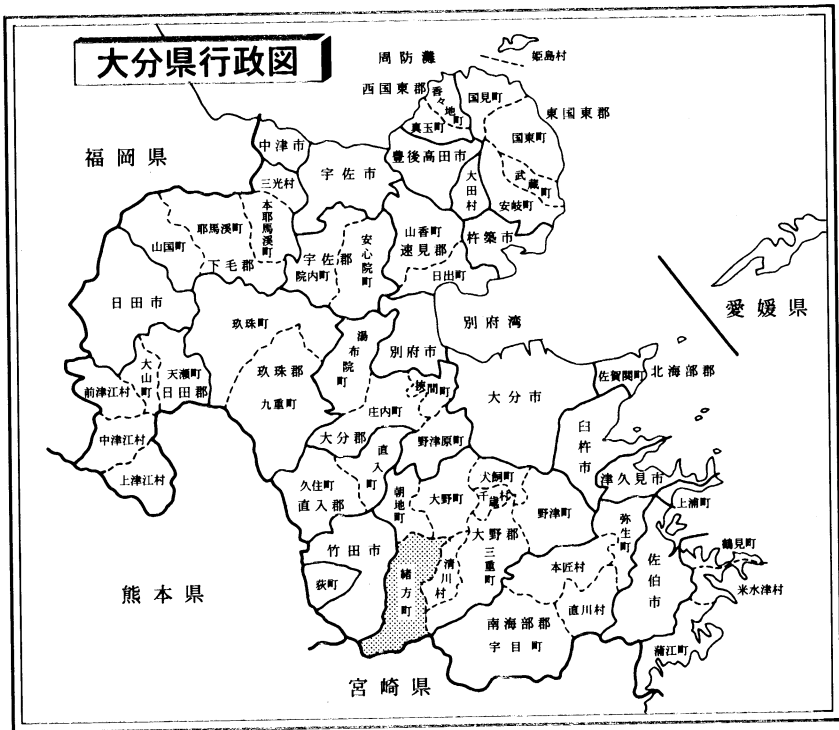 大分県行政図
周防灘
姫島村
西国東郡
香々地町
国見町
真玉町
東国東郡
国東町
福岡県
中津市
豊後高田市
宇佐市
三光村
大田村
武蔵町
安岐町
本耶馬溪町
耶馬溪町
山国町
下毛郡
宇佐郡
院内町
安心院町
山香町
速見郡
杵築市
日出町
日田市
玖珠町
湯布院町
別府市
別府湾
愛媛県
大山町
天瀬町
日田郡
前津江村
玖珠郡
九重町
挾間町
庄内町
大分市
佐賀関町
北海部郡
中津江村
上津江村
大分郡
野津原町
直入町
臼杵市
久住町
直入郡
朝地町
大野町
犬飼町
千歳村
大野郡
野津町
津久見市
上浦町
弥生町
竹田市
荻町
緒方町
清川村
三重町
本匠村
佐伯市
鶴見町
米水津村
直川村
南海部郡
宇目町
蒲江町
熊本県
宮崎県